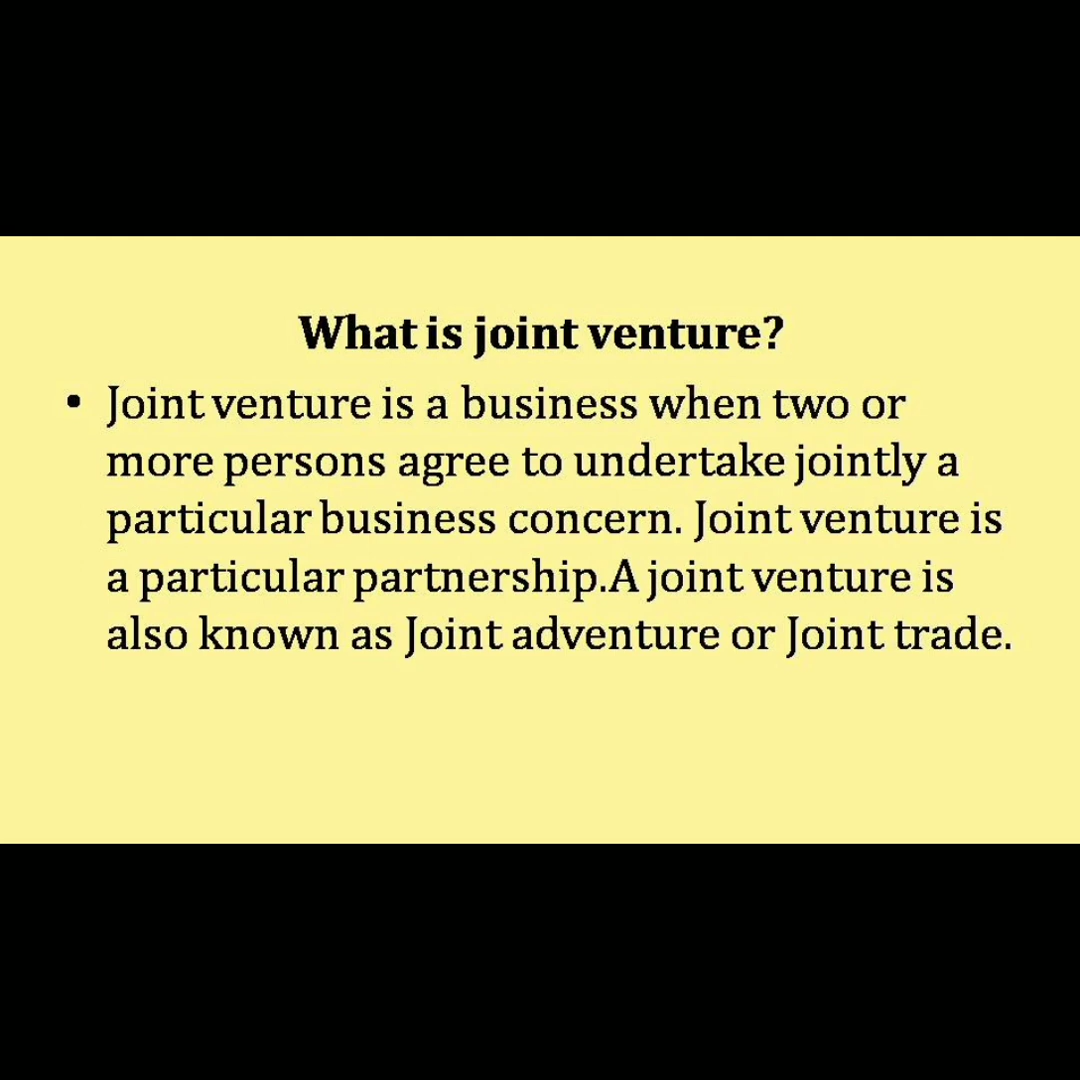 What is joint venture?
• Joint venture is a business when two or
more persons agree to undertake jointly a
particular business concern. Joint venture is
a particular partnership.A joint venture is
also known as Joint adventure or Joint trade.